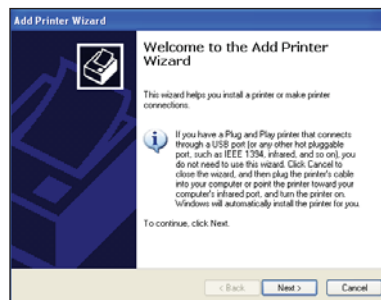 Add Printer Wizard
Welcome to the Add Printer
Wizard
This wizard helps you install a printer or make printer
connections.
If you have a Plug and Play printer that connects
through a USB port (or any other hot pluggable
port, such as IEEE 1394, infrared, and so on), you
do not need to use this wizard. Click Cancel to
close the wizard, and then plug the printer's cable
into your computer or point the printer toward your
computer's infrared port, and turn the printer on.
Windows will automatically install the printer for you.
To continue, click Next.
< Back Next > Cancel